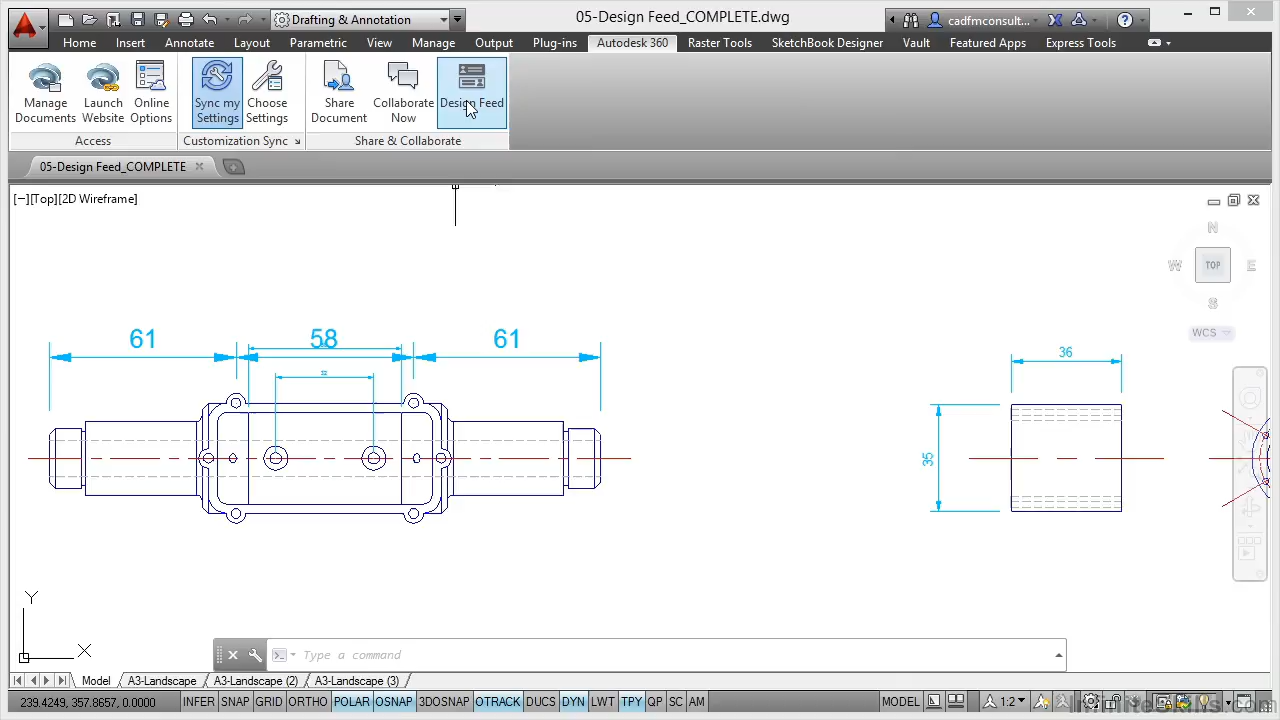 Drafting & Annotation
05-Design Feed_COMPLETE.dwg
cadfmconsult...
Home Insert Annotate Layout Parametric View Manage Output Plug-ins Autodesk 360 Raster Tools SketchBook Designer Vault Featured Apps Express Tools
Manage Documents
Launch Website
Online Options
Sync my Settings
Choose Settings
Share Document
Collaborate Now
Design Feed
Access
Customization Sync
Share & Collaborate
05-Design Feed_COMPLETE
[−][Top][2D Wireframe]
N
W TOP E
S
WCS
61 58 61
36
35
Y
X
Type a command
Model A3-Landscape A3-Landscape (2) A3-Landscape (3)
239.4249, 357.8657, 0.0000 INFER SNAP GRID ORTHO POLAR OSNAP 3DOSNAP OTRACK DUCS DYN LWT TPY QP SC AM MODEL 1:2